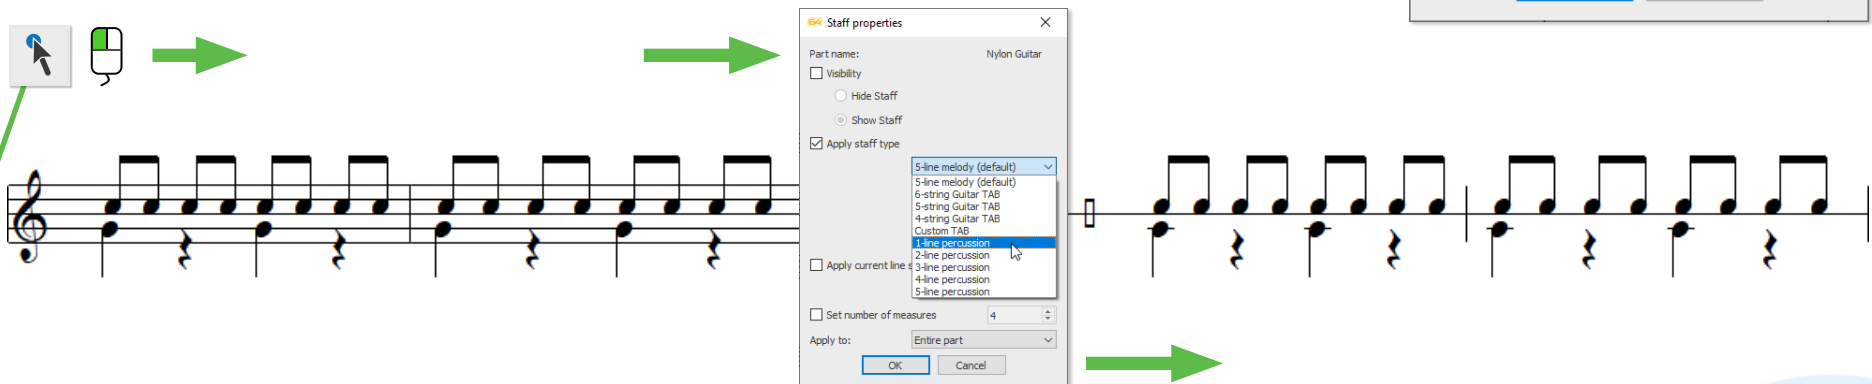 64 Staff properties
Part name: Nylon Guitar
Visibility
Hide Staff
Show Staff
Apply staff type
5-line melody (default)
5-line melody (default)
6-string Guitar TAB
5-string Guitar TAB
4-string Guitar TAB
Custom TAB
1-line percussion
2-line percussion
3-line percussion
4-line percussion
5-line percussion
Apply current line s
Set number of measures 4
Apply to: Entire part
OK Cancel